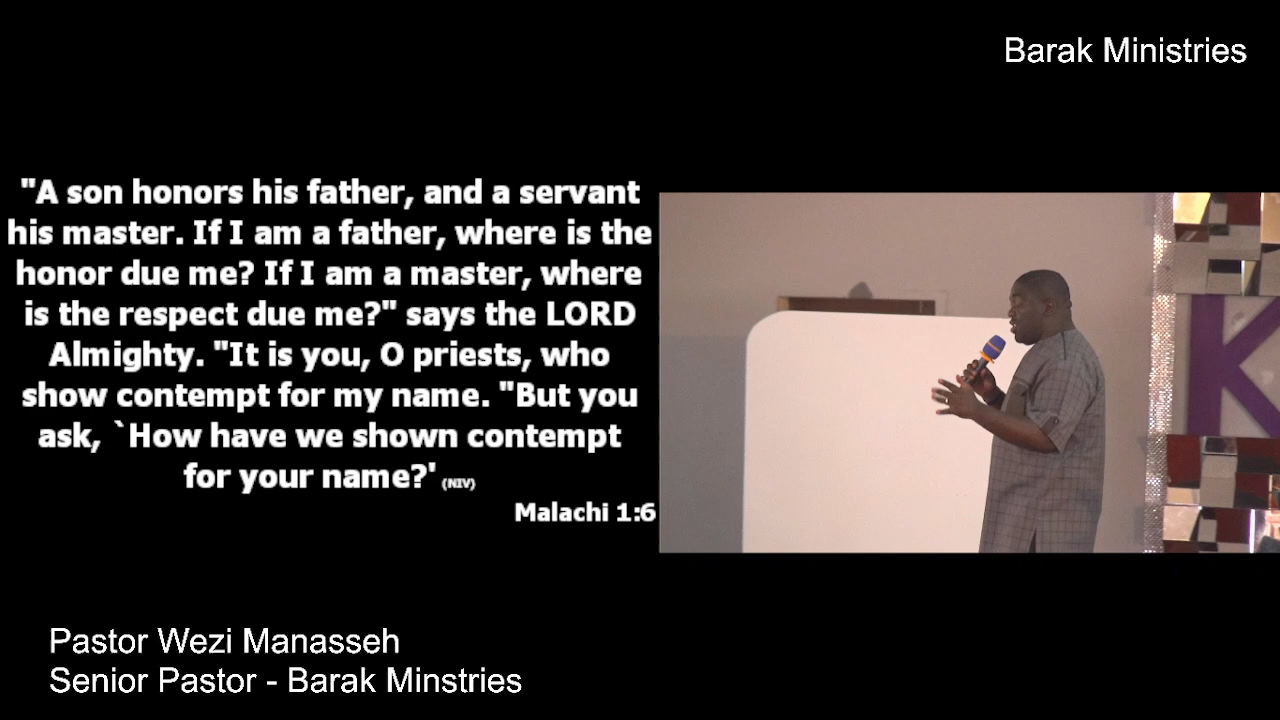 Barak Ministries
"A son honors his father, and a servant
his master. If I am a father, where is the
honor due me? If I am a master, where
is the respect due me?" says the LORD
Almighty. "It is you, O priests, who
show contempt for my name. "But you
ask, `How have we shown contempt
for your name?' (NIV)
Malachi 1:6
K
Pastor Wezi Manasseh
Senior Pastor - Barak Minstries